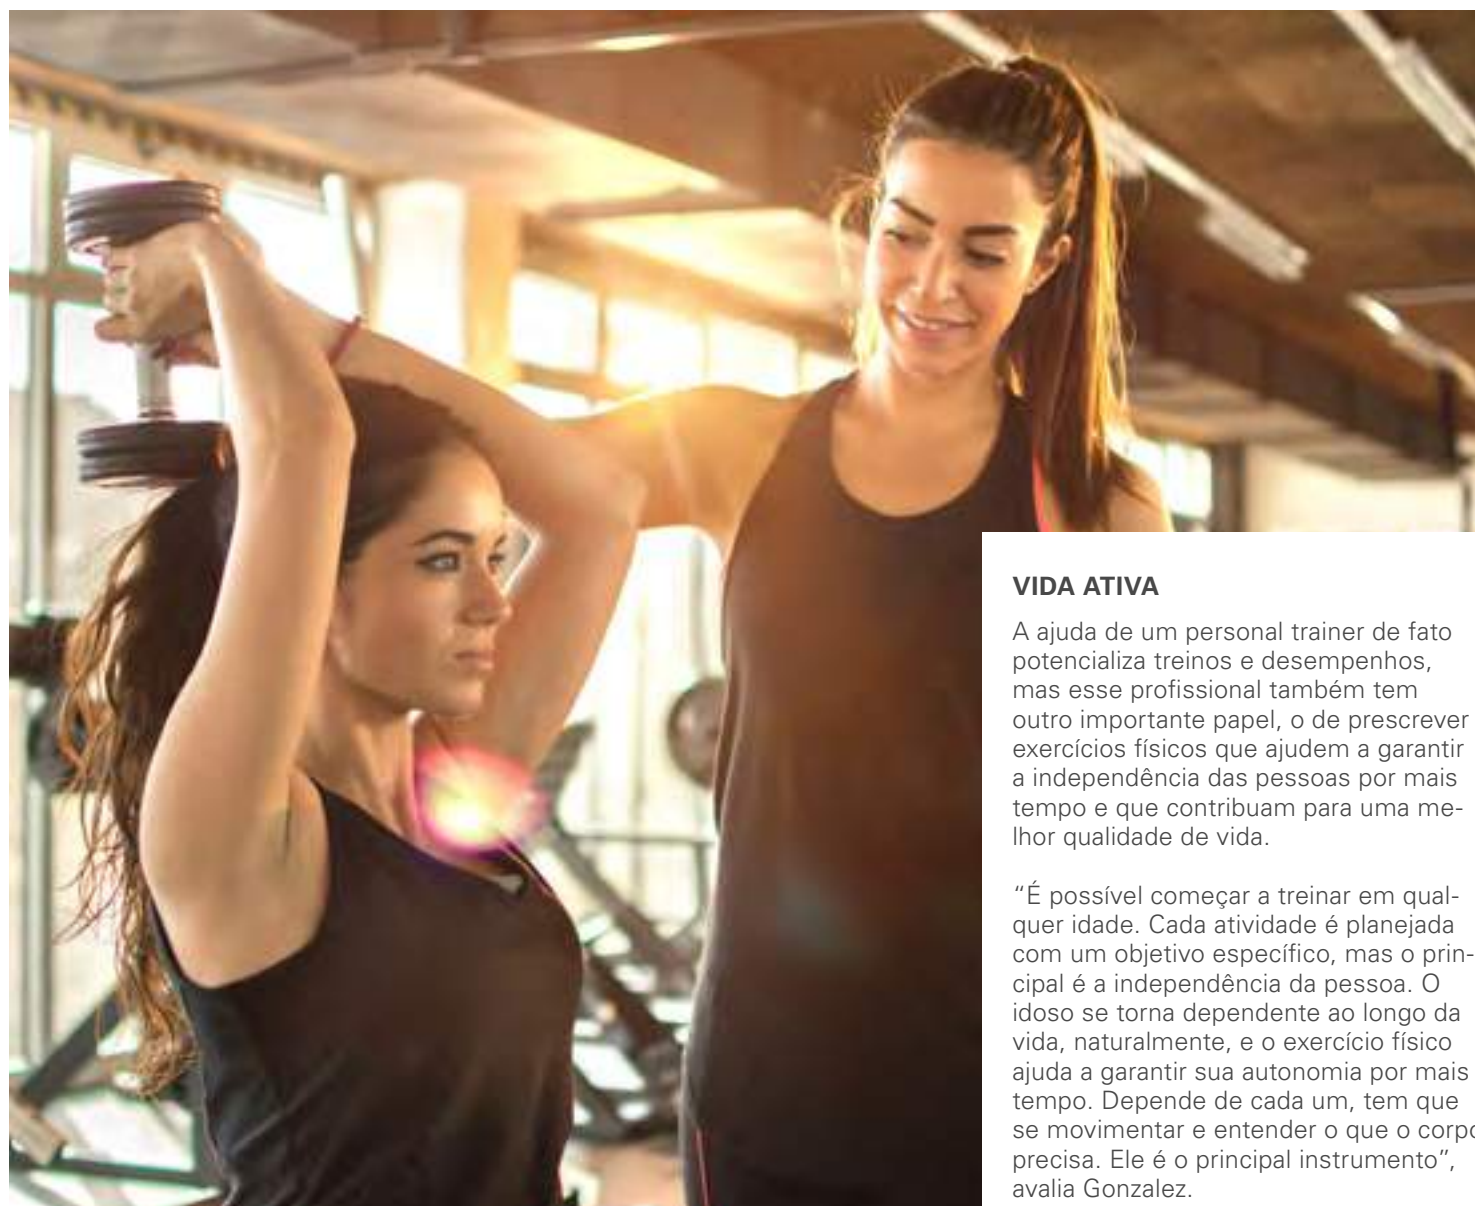 VIDA ATIVA
A ajuda de um personal trainer de fato
potencializa treinos e desempenhos,
mas esse profissional também tem
outro importante papel, o de prescrever
exercícios físicos que ajudem a garantir
a independência das pessoas por mais
tempo e que contribuam para uma me-
lhor qualidade de vida.
“É possível começar a treinar em qual-
quer idade. Cada atividade é planejada
com um objetivo específico, mas o prin-
cipal é a independência da pessoa. O
idoso se torna dependente ao longo da
vida, naturalmente, e o exercício físico
ajuda a garantir sua autonomia por mais
tempo. Depende de cada um, tem que
se movimentar e entender o que o corpo
precisa. Ele é o principal instrumento”,
avalia Gonzalez.